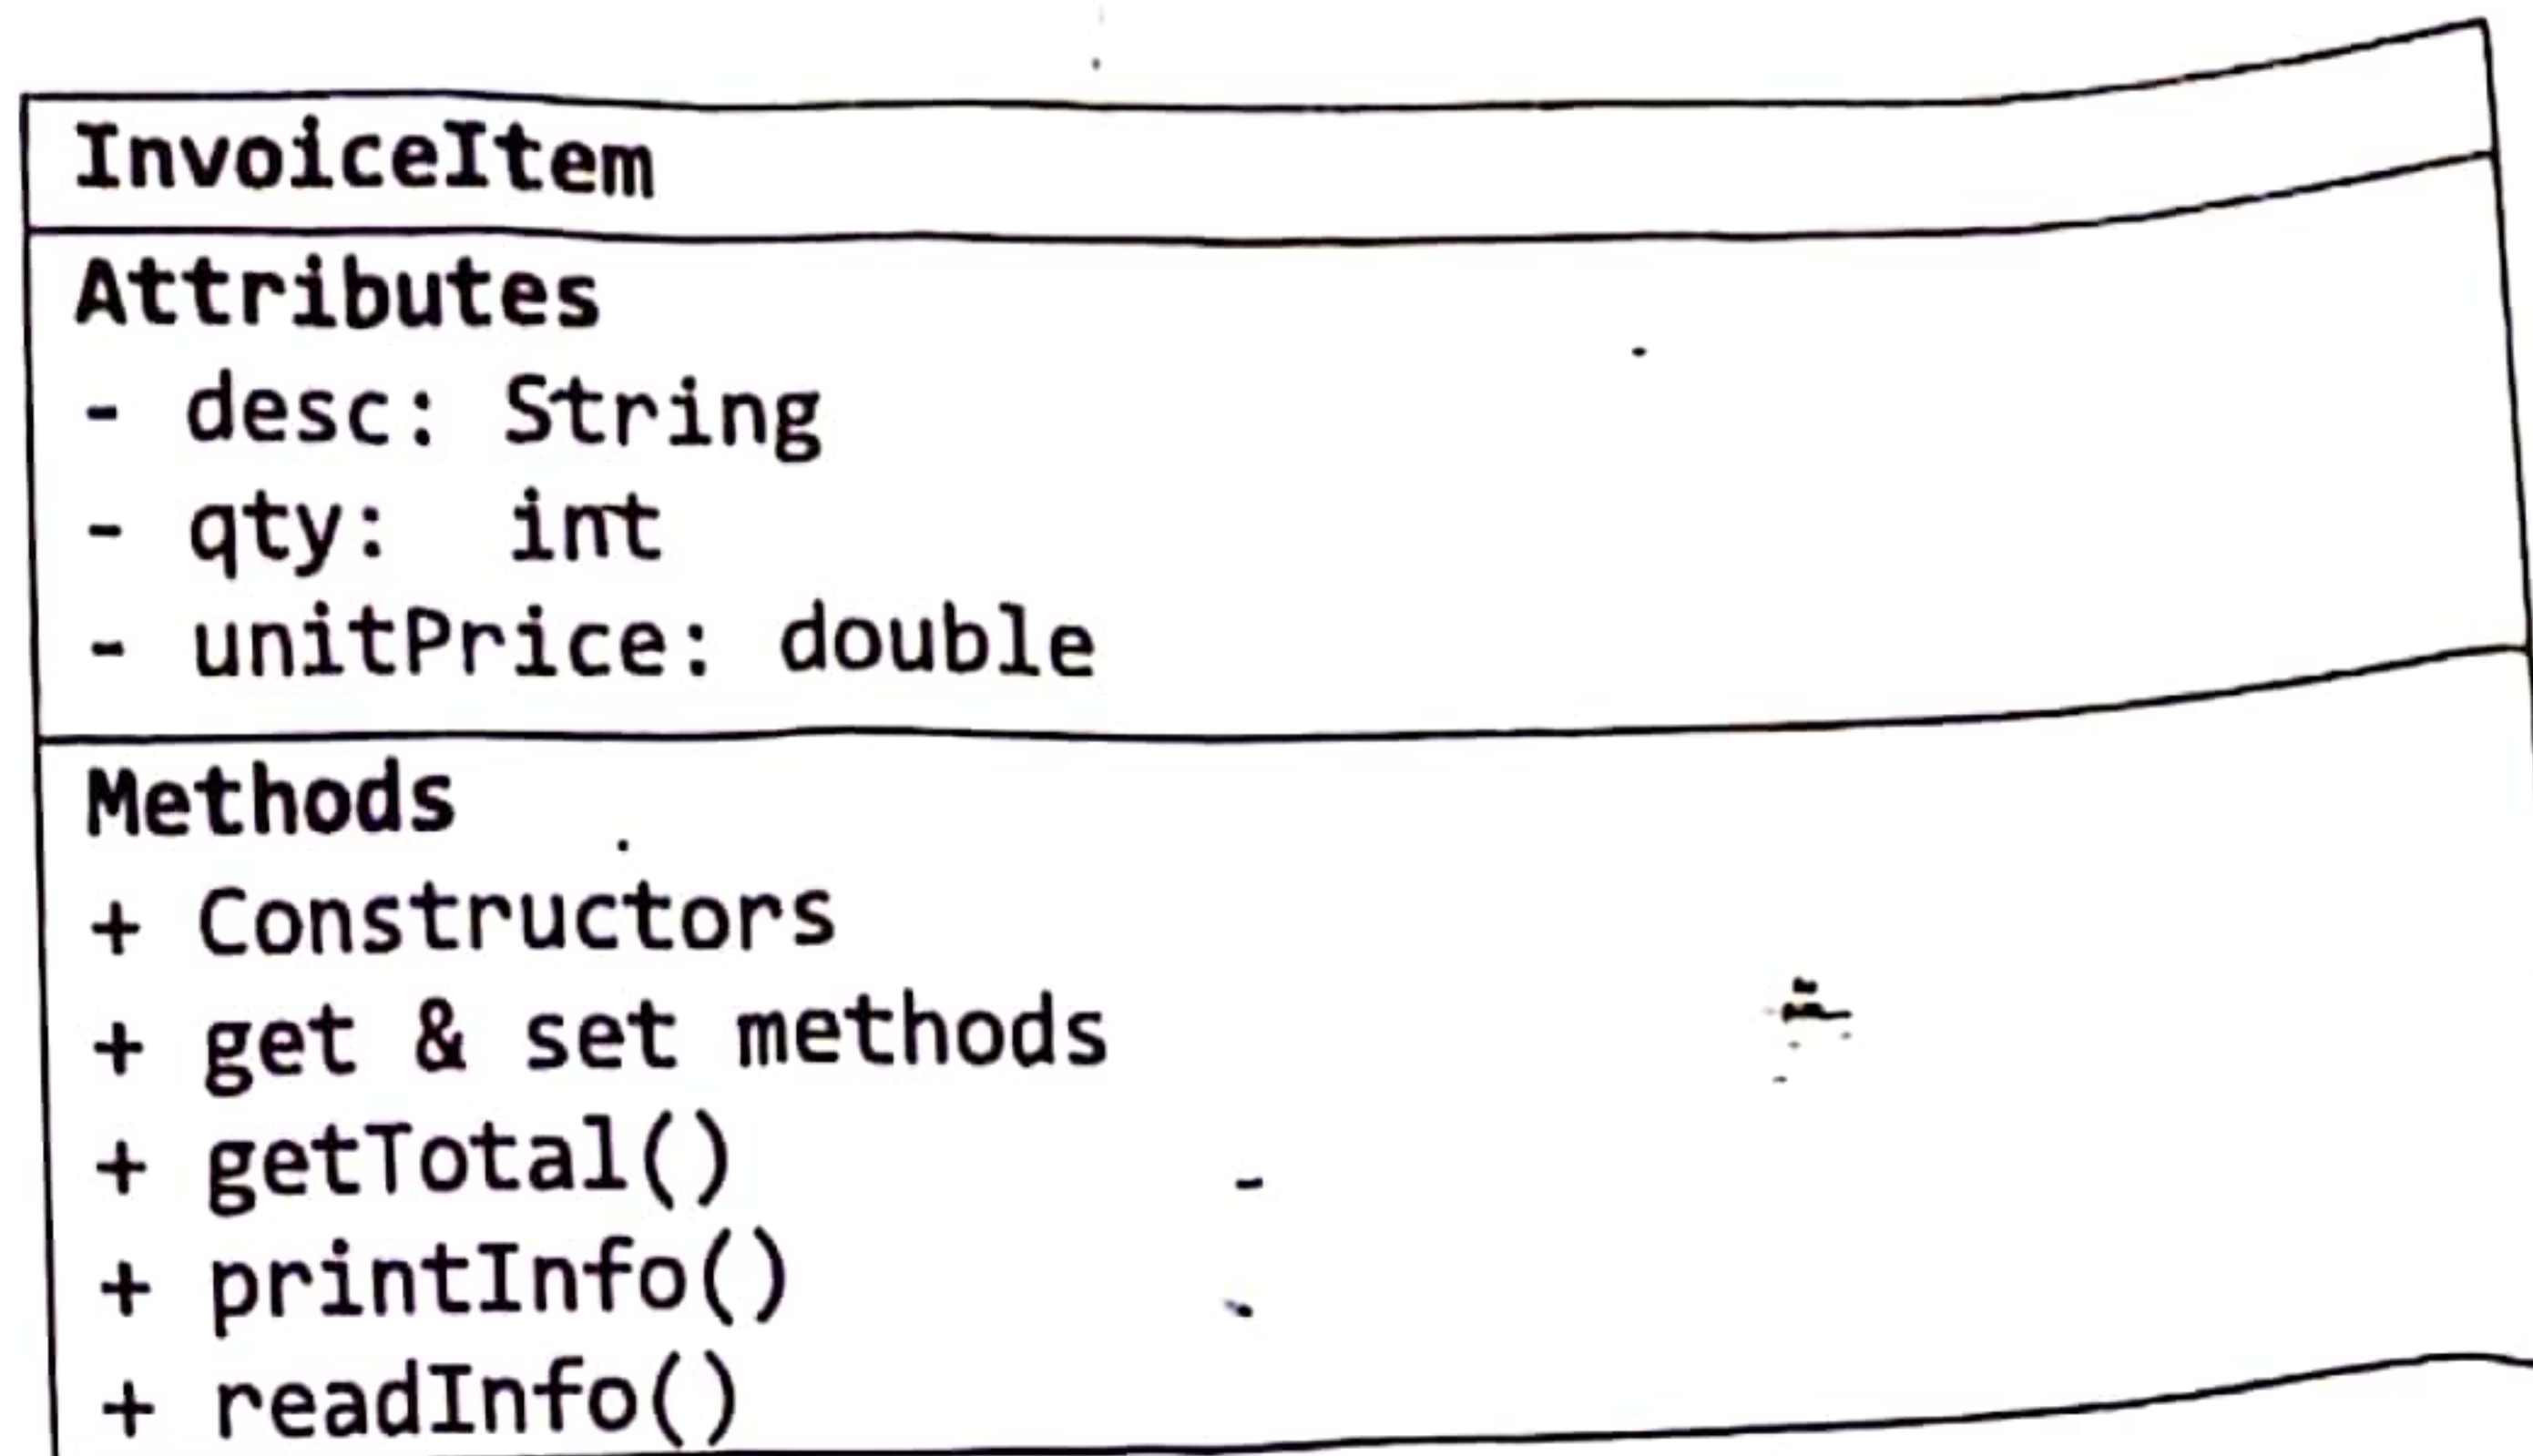 InvoiceItem
Attributes
- desc: String
- qty: int
- unitPrice: double
Methods
+ Constructors
+ get & set methods
+ getTotal()
+ printInfo()
+ readInfo()